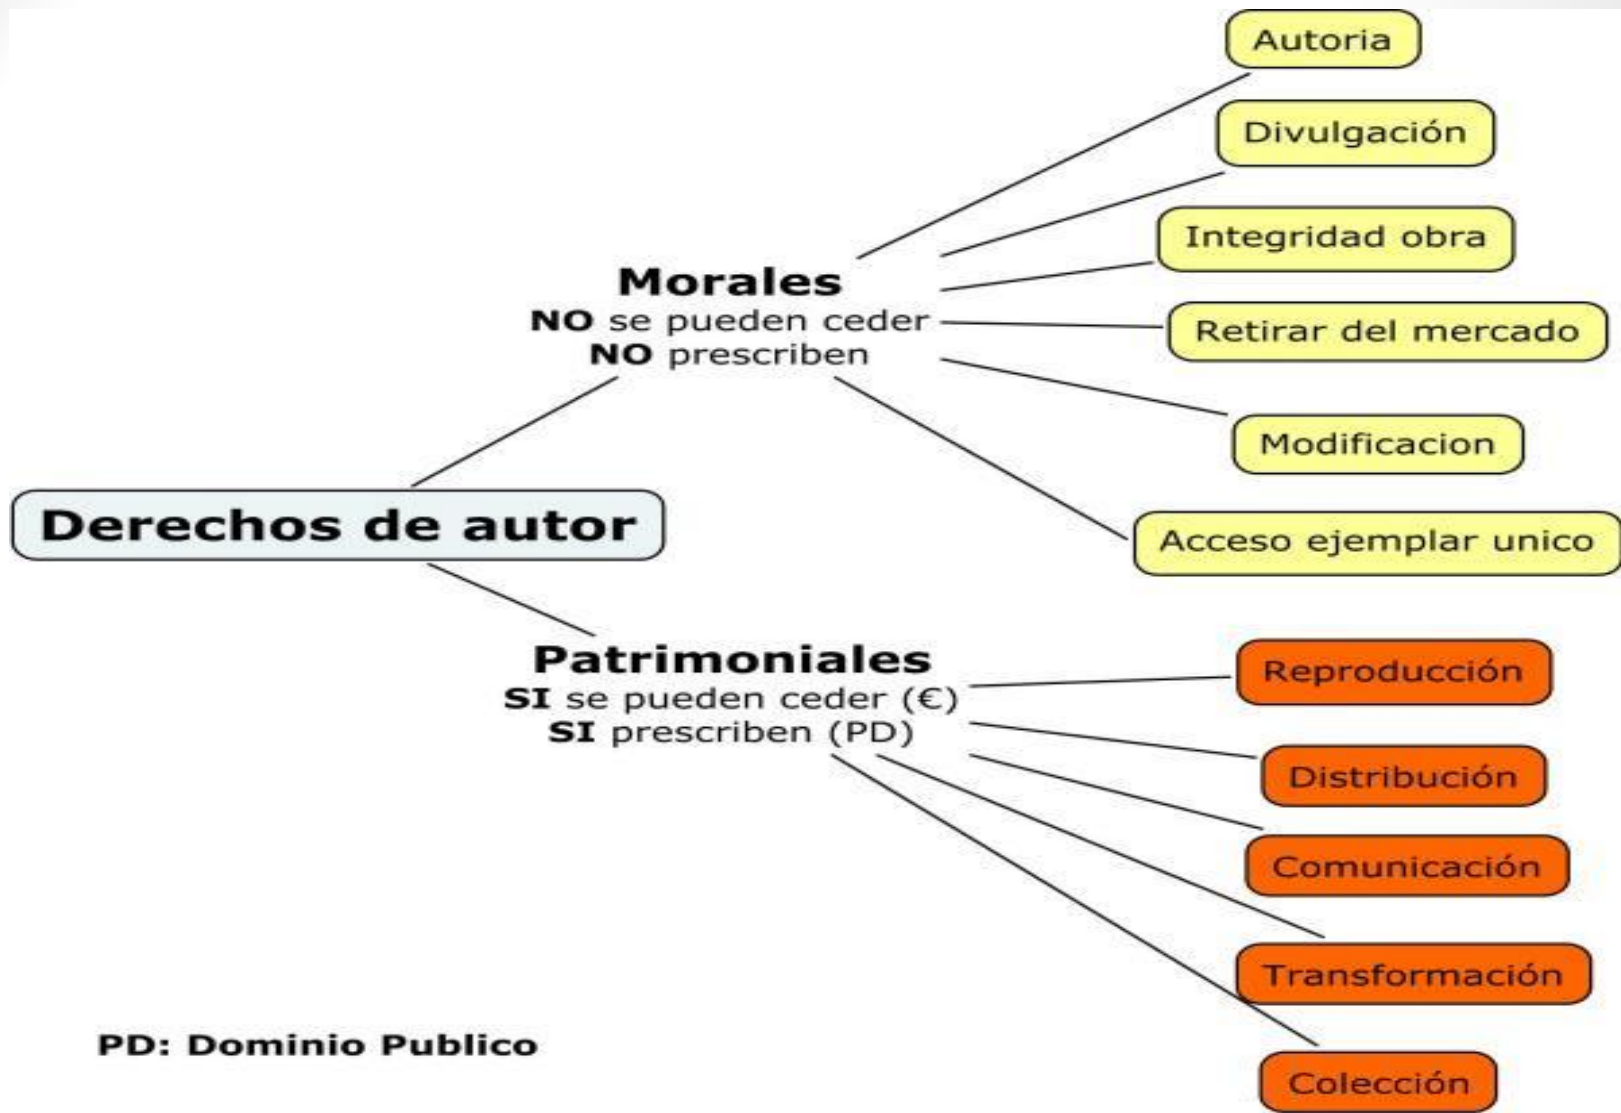 Derechos de autor
Morales
NO se pueden ceder
NO prescriben
Autoria
Divulgación
Integridad obra
Retirar del mercado
Modificacion
Acceso ejemplar unico
Patrimoniales
SI se pueden ceder (€)
SI prescriben (PD)
Reproducción
Distribución
Comunicación
Transformación
Colección
PD: Dominio Publico